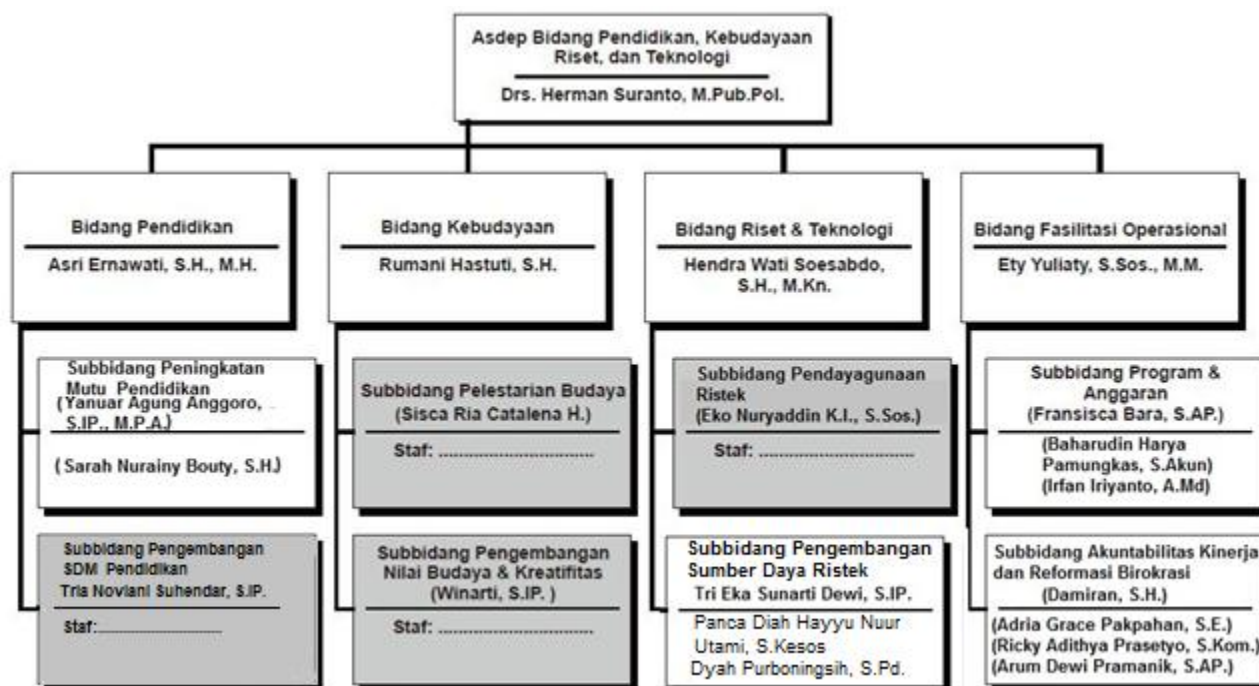 Asdep Bidang Pendidikan, Kebudayaan
Riset, dan Teknologi
Drs. Herman Suranto, M.Pub.Pol.
Bidang Pendidikan
Asri Ernawati, S.H., M.H.
Bidang Kebudayaan
Rumani Hastuti, S.H.
Bidang Riset & Teknologi
Hendra Wati Soesabdo,
S.H., M.Kn.
Bidang Fasilitasi Operasional
Ety Yuliaty, S.Sos., M.M.
Subbidang Peningkatan
Mutu Pendidikan
(Yanuar Agung Anggoro,
S.IP., M.P.A.)
(Sarah Nurainy Bouty, S.H.)
Subbidang Pelestarian Budaya
(Sisca Ria Catalena H.)
Staf: ...............................
Subbidang Pendayagunaan
Ristek
(Eko Nuryaddin K.I., S.Sos.)
Staf: ...............................
Subbidang Program &
Anggaran
(Fransisca Bara, S.AP.)
(Baharudin Harya
Pamungkas, S.Akun)
(Irfan Iriyanto, A.Md)
Subbidang Pengembangan
SDM Pendidikan
Tria Noviani Suhendar, S.IP.
Staf:.........................
Subbidang Pengembangan
Nilai Budaya & Kreatifitas
(Winarti, S.IP. )
Staf: ...............................
Subbidang Pengembangan
Sumber Daya Ristek
Tri Eka Sunarti Dewi, S.IP.
Panca Diah Hayyu Nuur
Utami, S.Kesos
Dyah Purboningsih, S.Pd.
Subbidang Akuntabilitas Kinerja
dan Reformasi Birokrasi
(Damiran, S.H.)
(Adria Grace Pakpahan, S.E.)
(Ricky Adithya Prasetyo, S.Kom.)
(Arum Dewi Pramanik, S.AP.)